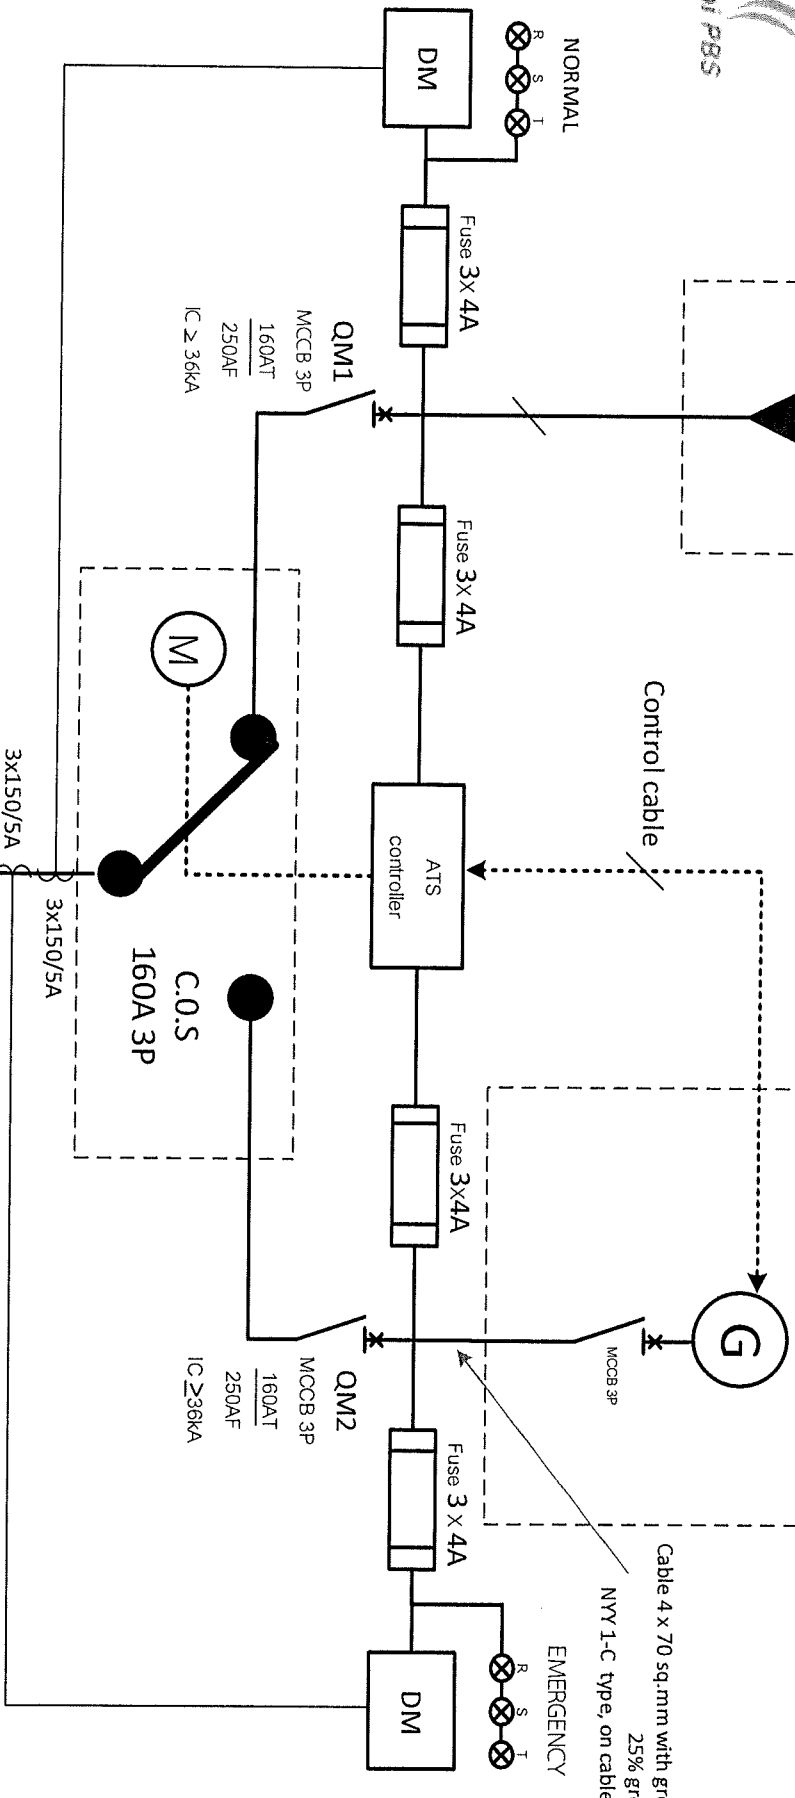 ni PBS
NORMAL
R S T
DM
Fuse 3x 4A
QM1
MCCB 3P
160AT
250AF
IC ≥ 36kA
Fuse 3x 4A
Control cable
M
ATS
controller
3x150/5A
3x150/5A
C.O.S
160A 3P
Fuse 3x4A
G
MCCB 3P
QM2
MCCB 3P
160AT
250AF
IC ≥36kA
Fuse 3 x 4A
Cable 4 x 70 sq.mm with
25%
NYY 1-C type, on cable
EMERGENCY
R S T
DM